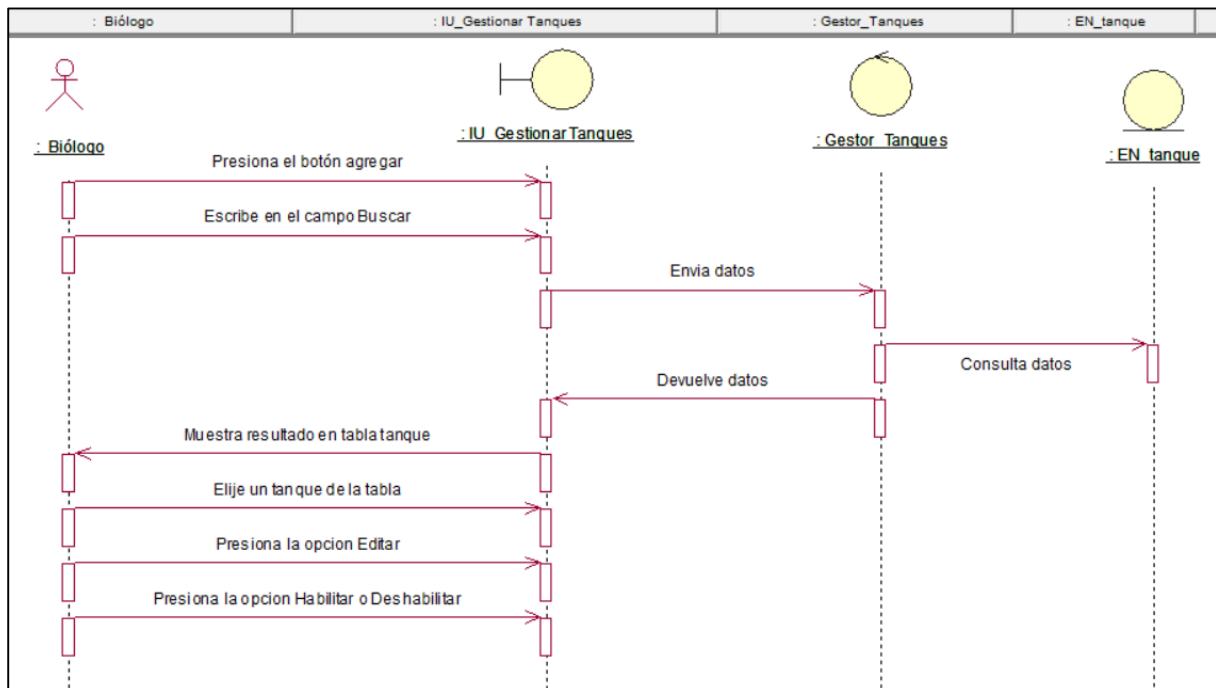 : Biólogo
: IU_Gestionar Tanques
: Gestor_Tanques
: EN_tanque
: Biólogo
: IU_GestionarTanques
: Gestor_Tanques
: EN_tanque
Presiona el botón agregar
Escribe en el campo Buscar
Envia datos
Consulta datos
Devuelve datos
Muestra resultado en tabla tanque
Elije un tanque de la tabla
Presiona la opcion Editar
Presiona la opcion Habilitar o Deshabilitar